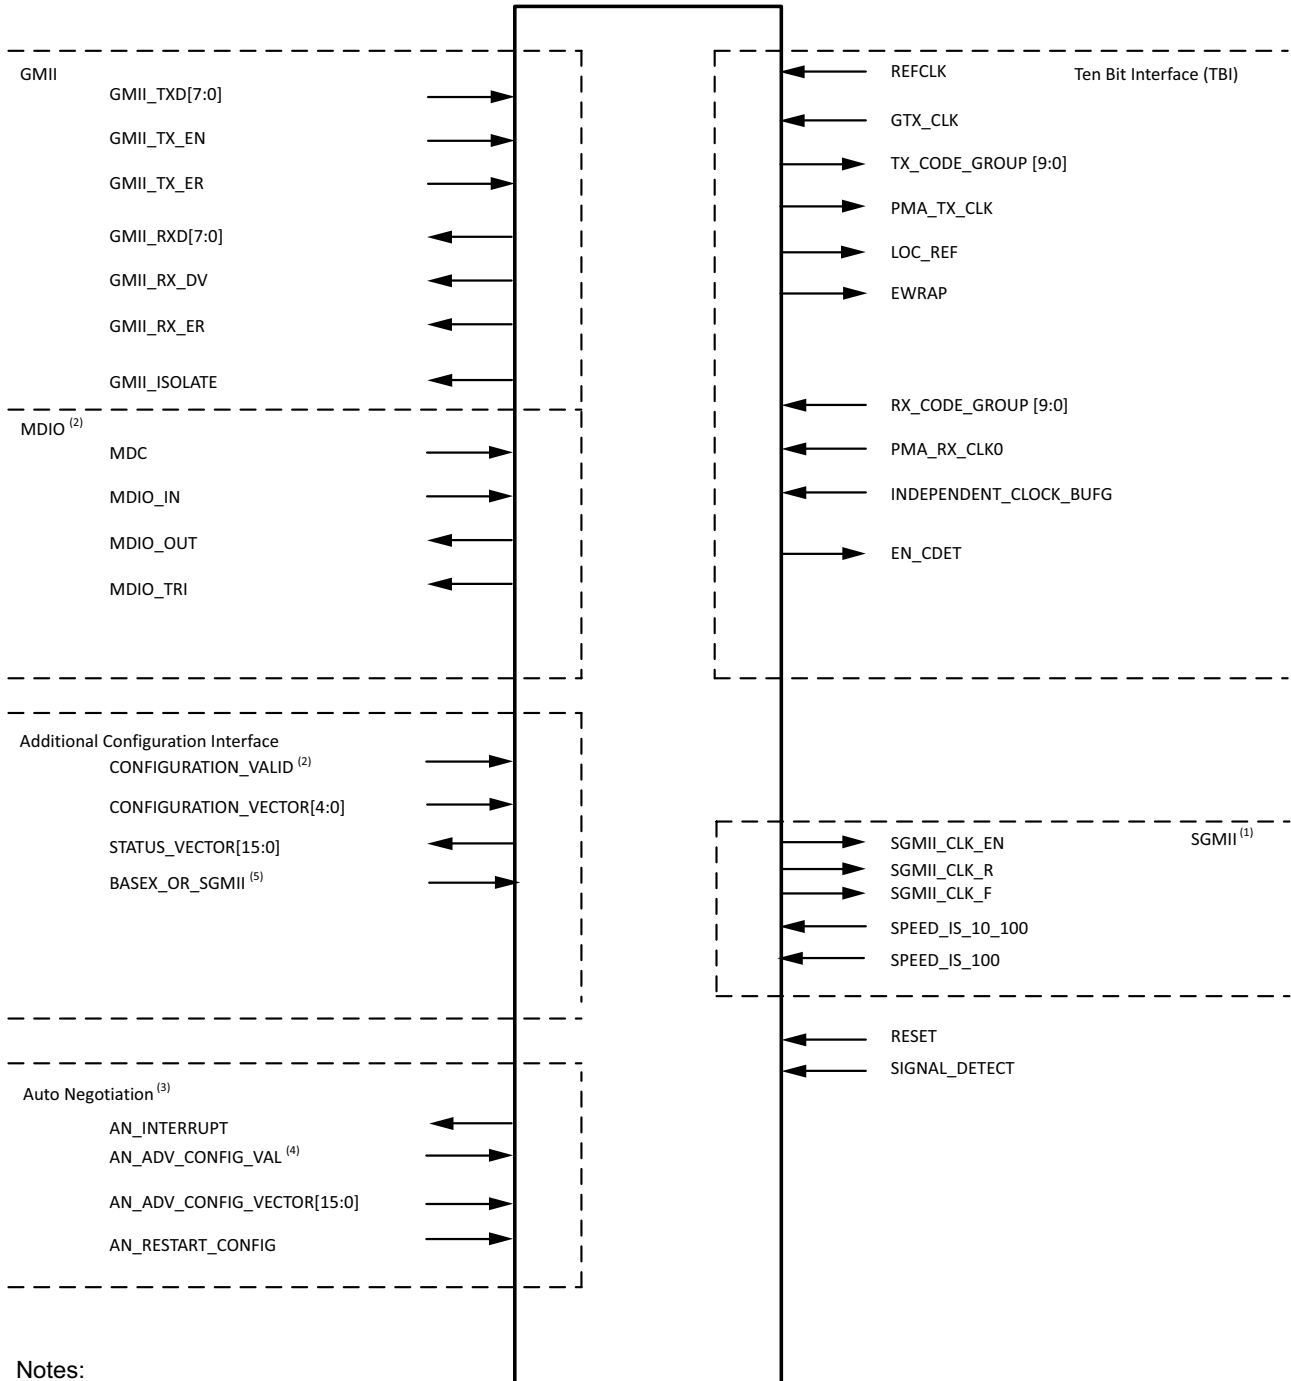 GMII
GMII_TXD[7:0]
GMII_TX_EN
GMII_TX_ER
GMII_RXD[7:0]
GMII_RX_DV
GMII_RX_ER
GMII_ISOLATE
MDIO (2)
MDC
MDIO_IN
MDIO_OUT
MDIO_TRI
Additional Configuration Interface
CONFIGURATION_VALID (2)
CONFIGURATION_VECTOR[4:0]
STATUS_VECTOR[15:0]
BASEX_OR_SGMII (5)
Auto Negotiation (3)
AN_INTERRUPT
AN_ADV_CONFIG_VAL (4)
AN_ADV_CONFIG_VECTOR[15:0]
AN_RESTART_CONFIG
Notes:
Ten Bit Interface (TBI)
REFCLK
GTX_CLK
TX_CODE_GROUP [9:0]
PMA_TX_CLK
LOC_REF
EWRAP
RX_CODE_GROUP [9:0]
PMA_RX_CLK0
INDEPENDENT_CLOCK_BUFG
EN_CDET
SGMII (1)
SGMII_CLK_EN
SGMII_CLK_R
SGMII_CLK_F
SPEED_IS_10_100
SPEED_IS_100
RESET
SIGNAL_DETECT